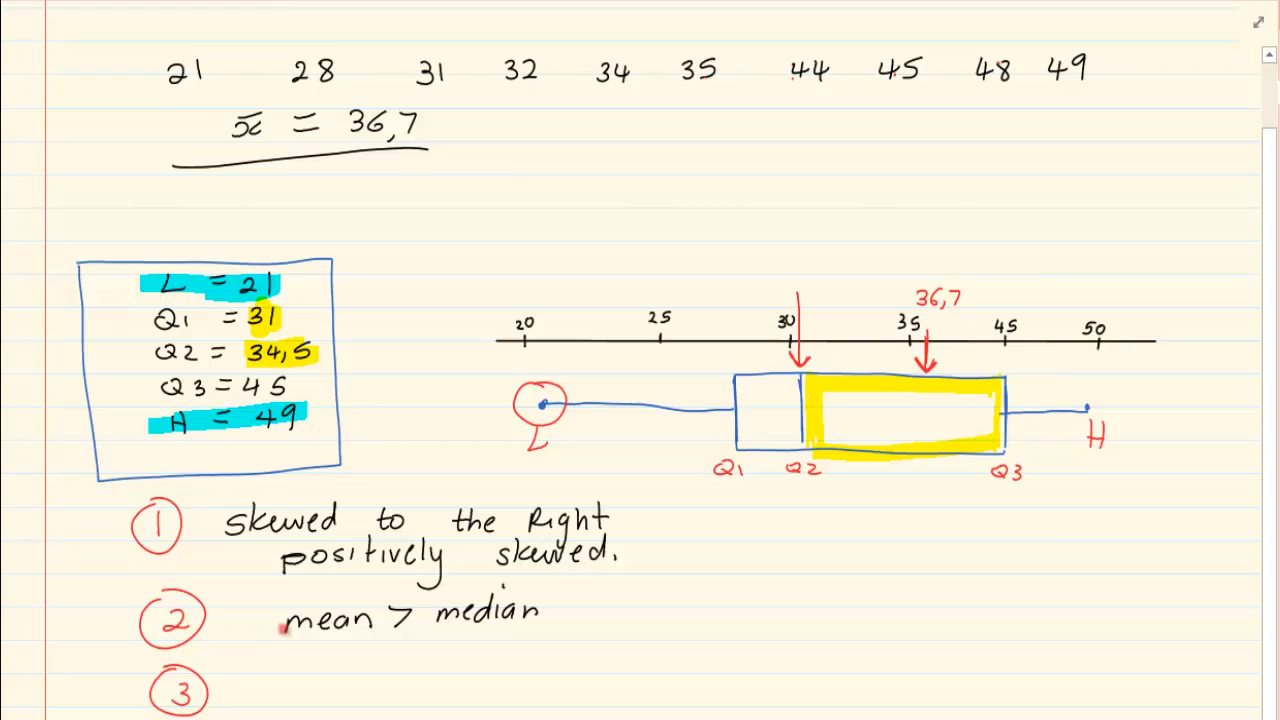 21 28 31 32 34 35 44 45 48 49
x̄ = 36,7
L = 21
Q1 = 31
Q2 = 34,5
Q3 = 45
H = 49
36,7
20 25 30 35 45 50
L
H
Q1 Q2 Q3
1 skewed to the Right
positively skewed.
2 mean > median
3